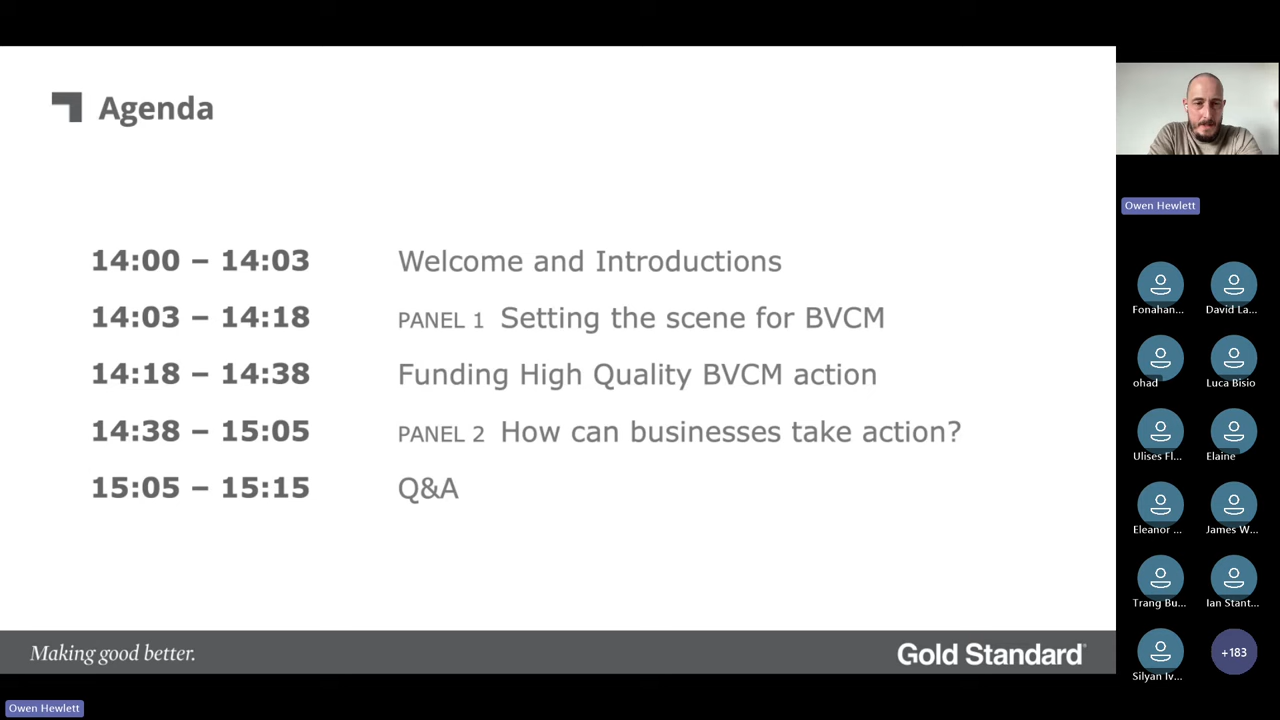 Agenda
14:00 – 14:03 Welcome and Introductions
14:03 – 14:18 PANEL 1 Setting the scene for BVCM
14:18 – 14:38 Funding High Quality BVCM action
14:38 – 15:05 PANEL 2 How can businesses take action?
15:05 – 15:15 Q&A
Making good better.
Gold Standard
Owen Hewlett
Owen Hewlett
Fonahan... David La...
ohad Luca Bisio
Ulises Fl... Elaine
Eleanor ... James W...
Trang Bu... Ian Stant...
Silyan Iv... +183